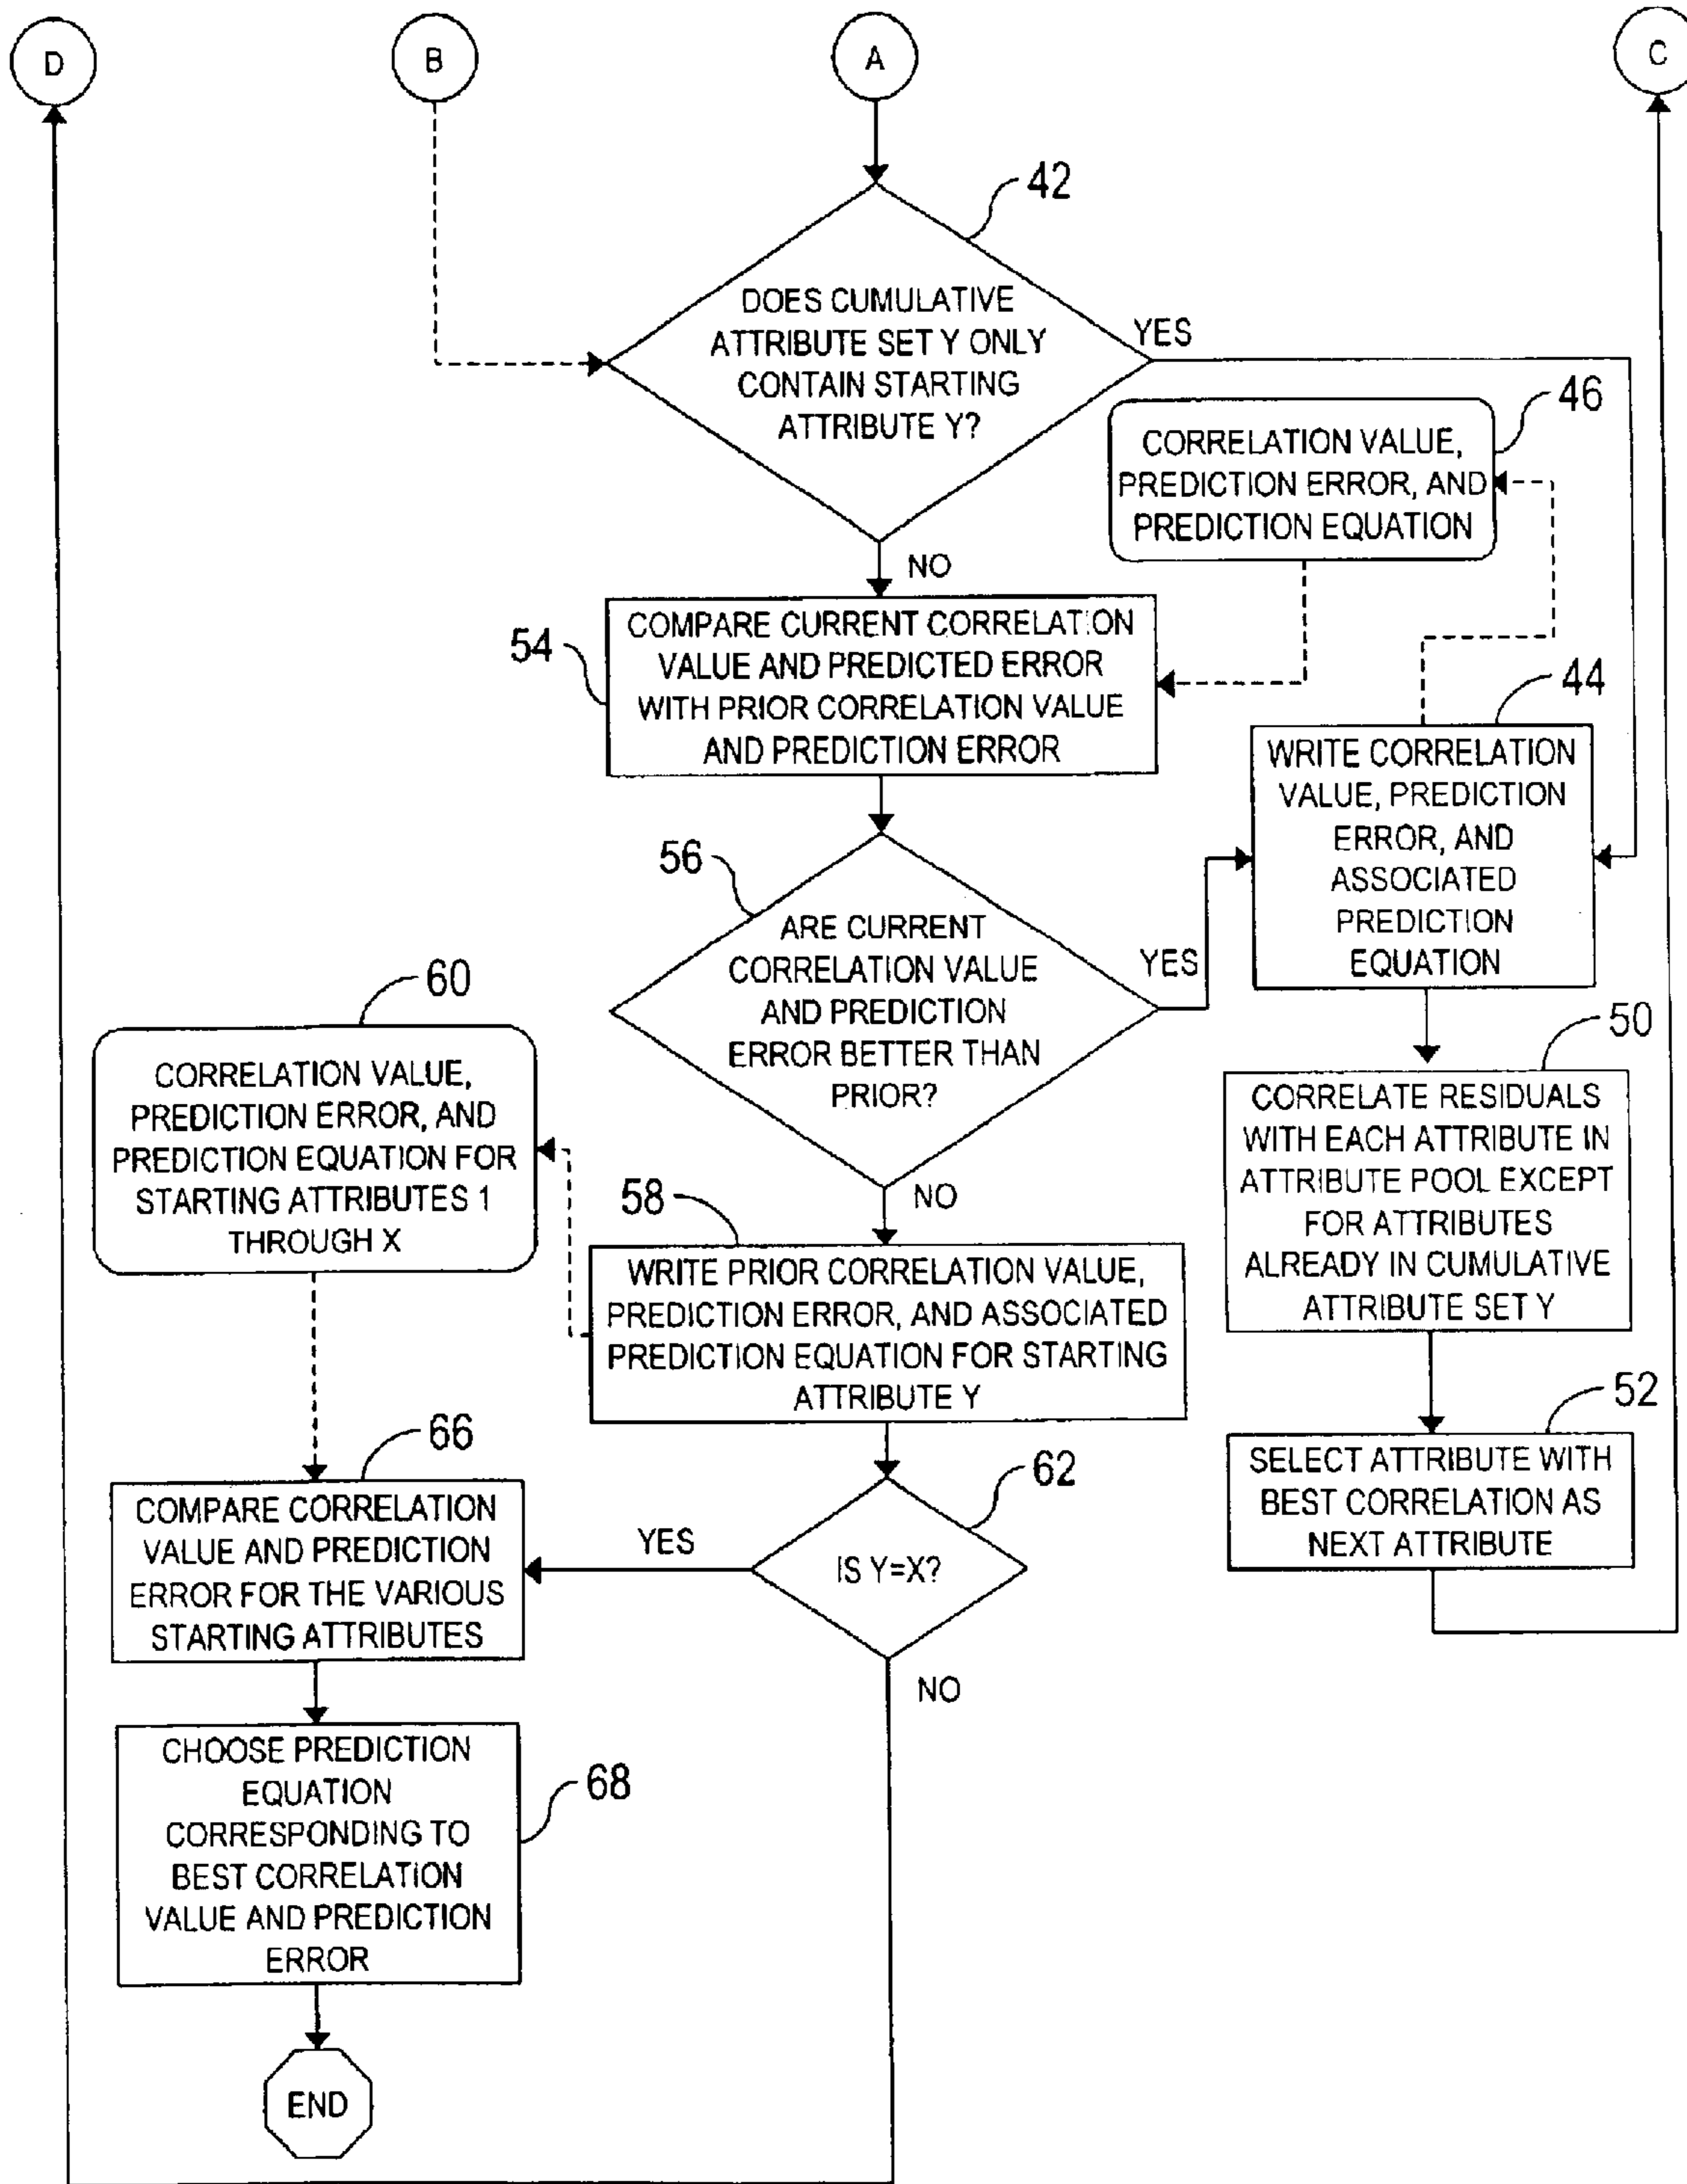 D
B
A
C
42
DOES CUMULATIVE
ATTRIBUTE SET Y ONLY
CONTAIN STARTING
ATTRIBUTE Y?
YES
NO
46
CORRELATION VALUE,
PREDICTION ERROR, AND
PREDICTION EQUATION
54
COMPARE CURRENT CORRELATION
VALUE AND PREDICTED ERROR
WITH PRIOR CORRELATION VALUE
AND PREDICTION ERROR
44
WRITE CORRELATION
VALUE, PREDICTION
ERROR, AND
ASSOCIATED
PREDICTION
EQUATION
56
ARE CURRENT
CORRELATION VALUE
AND PREDICTION
ERROR BETTER THAN
PRIOR?
YES
NO
50
CORRELATE RESIDUALS
WITH EACH ATTRIBUTE IN
ATTRIBUTE POOL EXCEPT
FOR ATTRIBUTES
ALREADY IN CUMULATIVE
ATTRIBUTE SET Y
60
CORRELATION VALUE,
PREDICTION ERROR, AND
PREDICTION EQUATION FOR
STARTING ATTRIBUTES 1
THROUGH X
58
WRITE PRIOR CORRELATION VALUE,
PREDICTION ERROR, AND ASSOCIATED
PREDICTION EQUATION FOR STARTING
ATTRIBUTE Y
52
SELECT ATTRIBUTE WITH
BEST CORRELATION AS
NEXT ATTRIBUTE
66
COMPARE CORRELATION
VALUE AND PREDICTION
ERROR FOR THE VARIOUS
STARTING ATTRIBUTES
62
IS Y=X?
YES
NO
68
CHOOSE PREDICTION
EQUATION
CORRESPONDING TO
BEST CORRELATION
VALUE AND PREDICTION
ERROR
END